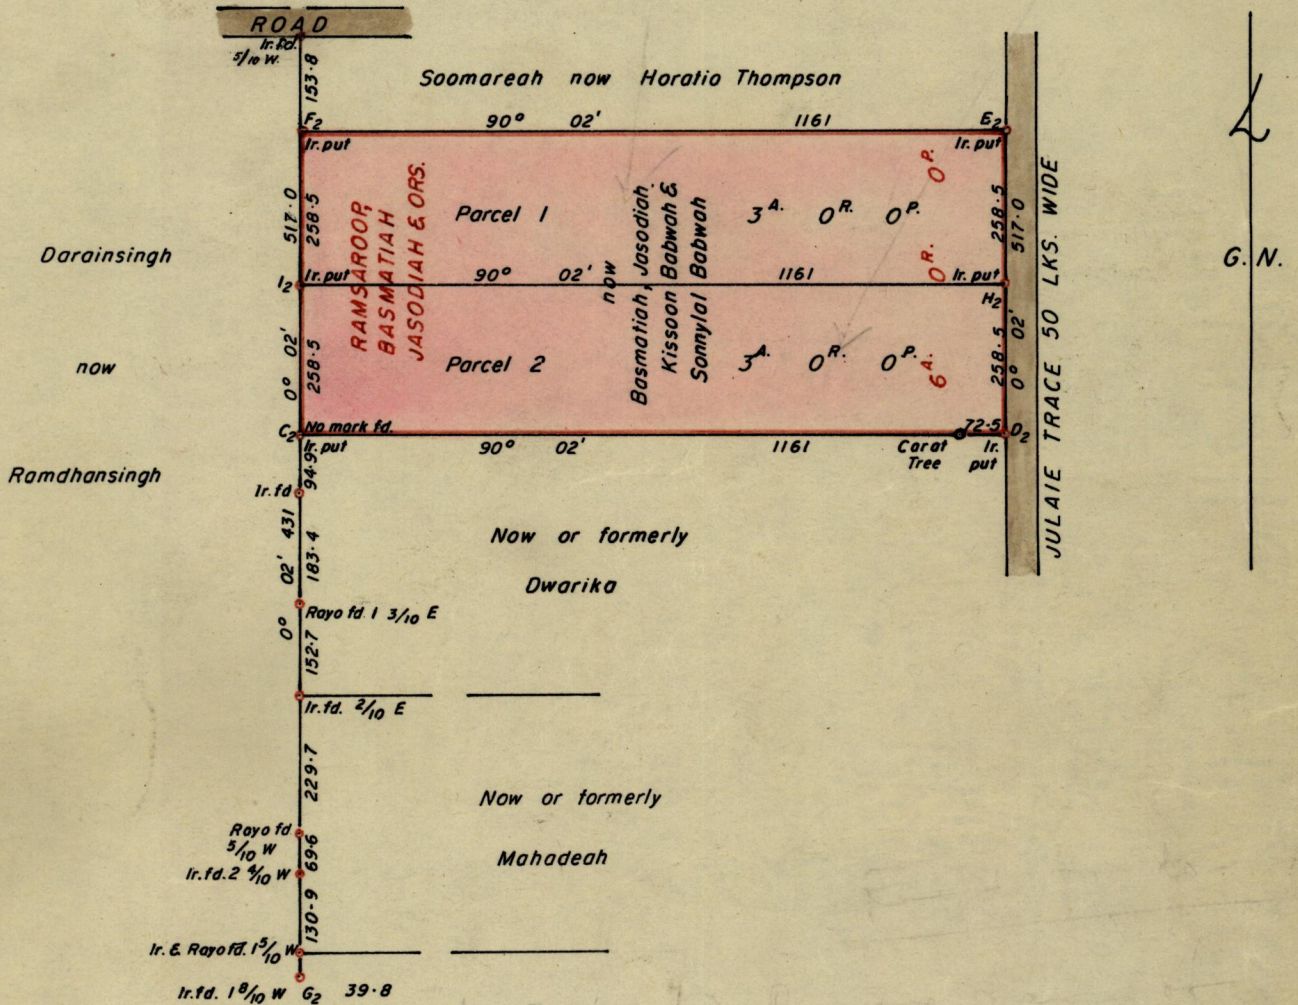 ROAD
Ir. fd.
5/10 W.
153·8
Soomareah now Horatio Thompson
F2
90° 02' 1161
E2
Ir. put
Ir. put
517·0
258·5
RAMSAROOP,
BASMATIAH
JASODIAH & ORS.
Parcel 1
now
Basmatiah, Jasodiah.
Kissoon Babwah &
Sonnylal Babwah
3A. 0R. 0P.
6A. 0R. 0P.
258·5
517·0
JULAIE TRACE 50 LKS. WIDE
G. N.
Darainsingh
now
Ramdhansingh
I2
Ir. put
90° 02' 1161
Ir. put
H2
0° 02'
258·5
Parcel 2
3A. 0R. 0P.
258·5
0° 02'
C2
No mark fd.
Ir. put
90° 02' 1161
Carat
Tree
72·5
Ir.
put
D2
94·9
Ir. fd
0° 02' 431
183·4
Now or formerly
Dwarika
Rayo fd. 1 3/10 E
152·7
Ir. fd. 2/10 E
229·7
Now or formerly
Mahadeah
Rayo fd.
5/10 W
69·6
Ir. fd. 2 4/10 W
130·9
Ir. & Rayo fd. 1 5/10 W
Ir. fd. 1 8/10 W G2 39·8